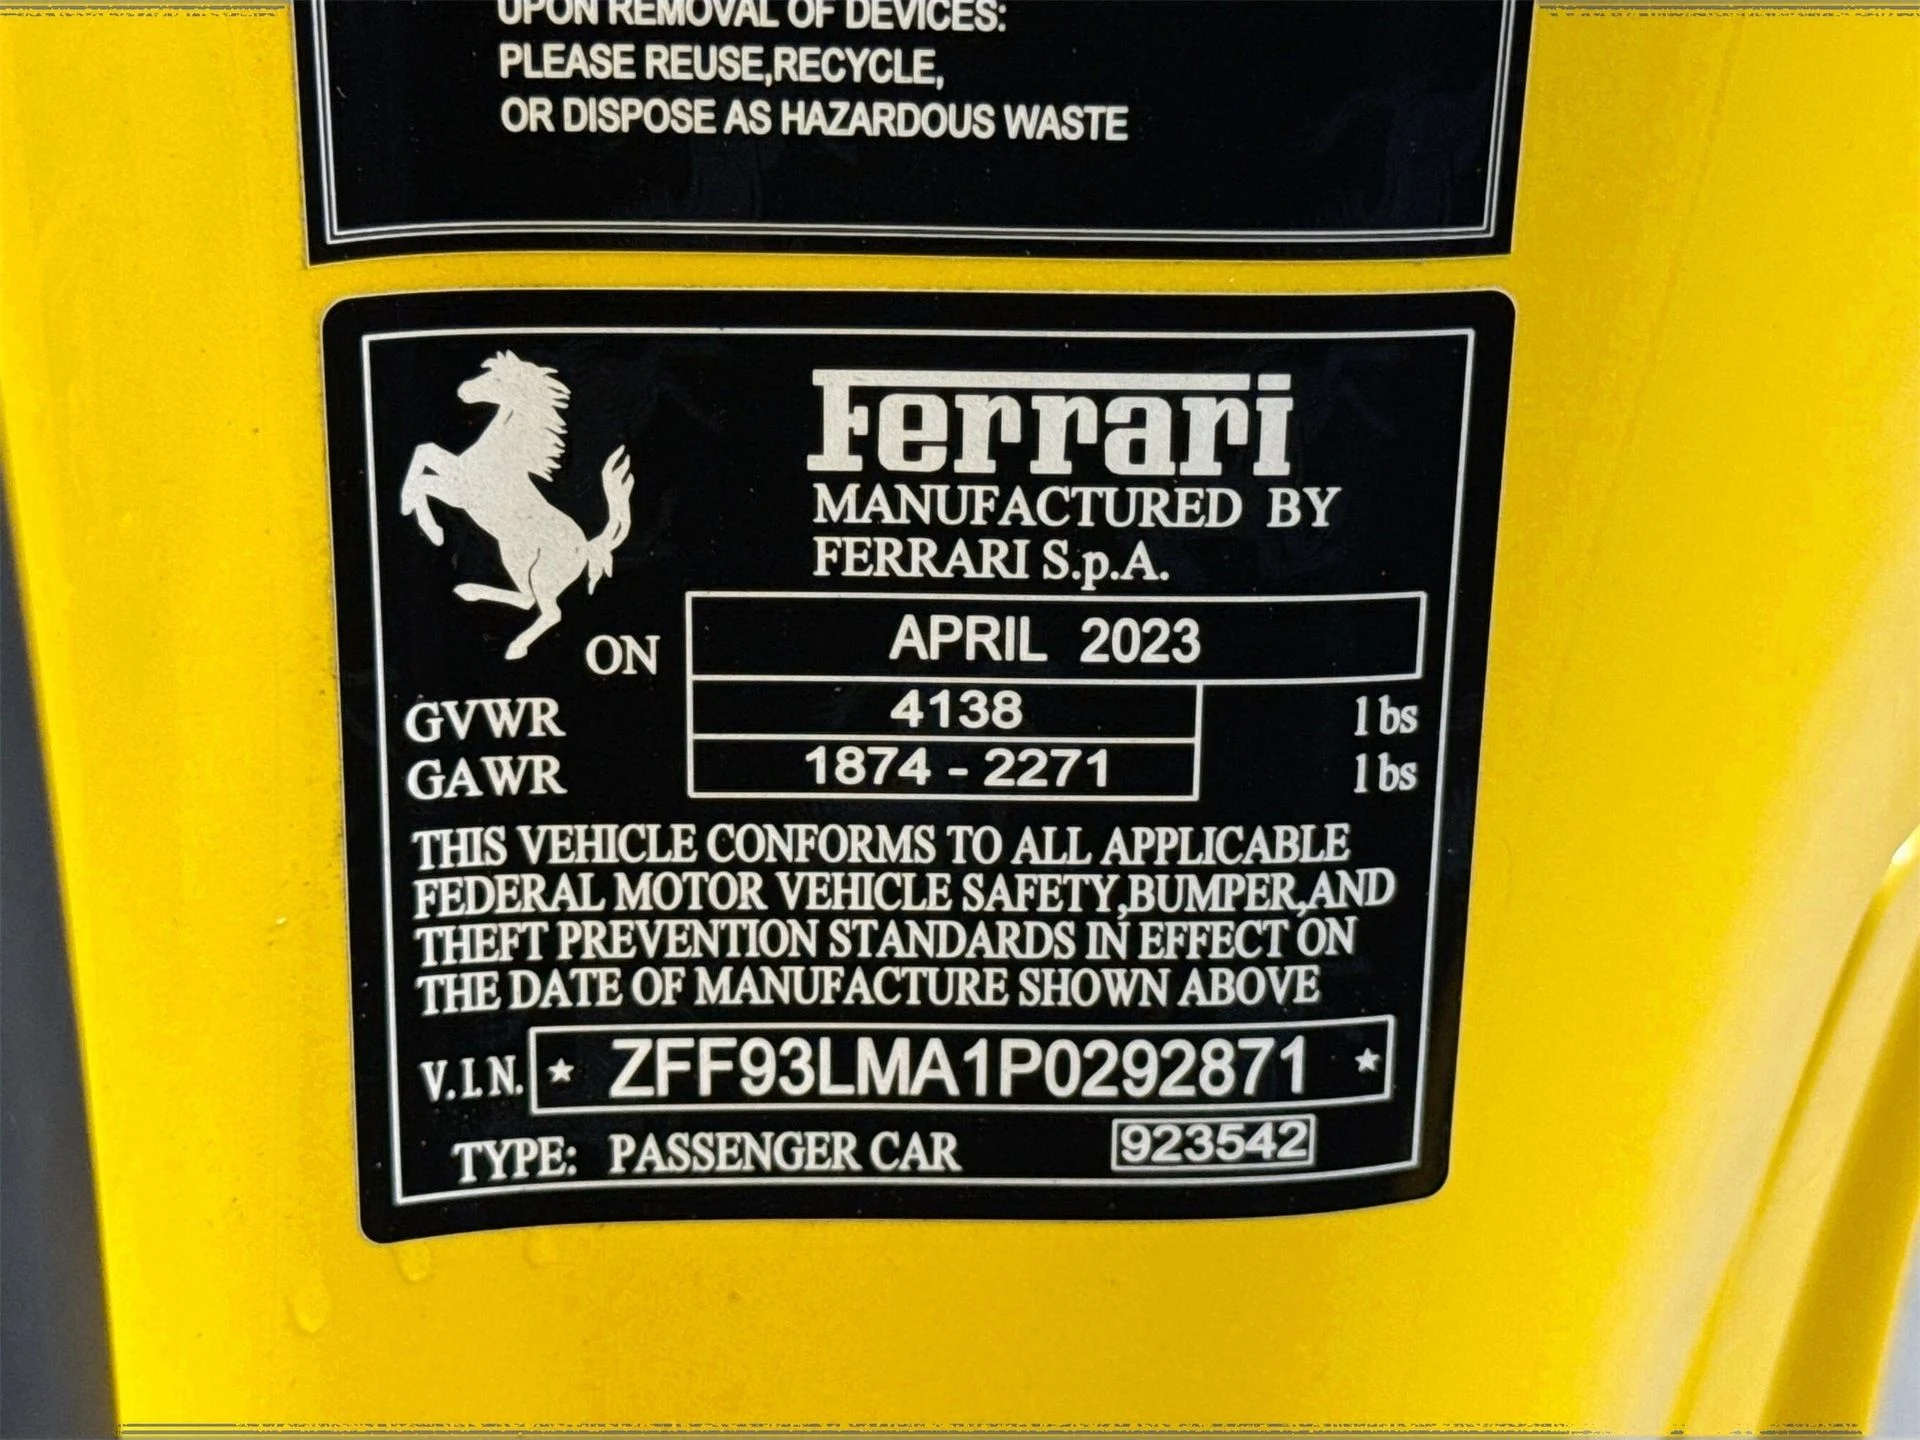 UPON REMOVAL OF DEVICES:
PLEASE REUSE,RECYCLE,
OR DISPOSE AS HAZARDOUS WASTE
Ferrari
MANUFACTURED BY
FERRARI S.p.A.
ON APRIL 2023
GVWR 4138 lbs
GAWR 1874 - 2271 lbs
THIS VEHICLE CONFORMS TO ALL APPLICABLE
FEDERAL MOTOR VEHICLE SAFETY,BUMPER,AND
THEFT PREVENTION STANDARDS IN EFFECT ON
THE DATE OF MANUFACTURE SHOWN ABOVE
V.I.N. ★ ZFF93LMA1P0292871 ★
TYPE: PASSENGER CAR 923542